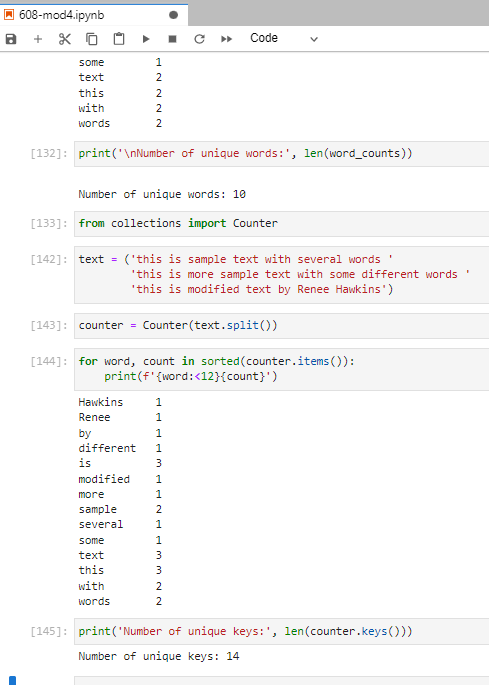 608-mod4.ipynb
Code
some 1
text 2
this 2
with 2
words 2
[132]: print('\nNumber of unique words:', len(word_counts))
Number of unique words: 10
[133]: from collections import Counter
[142]: text = ('this is sample text with several words '
'this is more sample text with some different words '
'this is modified text by Renee Hawkins')
[143]: counter = Counter(text.split())
[144]: for word, count in sorted(counter.items()):
print(f'{word:<12}{count}')
Hawkins 1
Renee 1
by 1
different 1
is 3
modified 1
more 1
sample 2
several 1
some 1
text 3
this 3
with 2
words 2
[145]: print('Number of unique keys:', len(counter.keys()))
Number of unique keys: 14